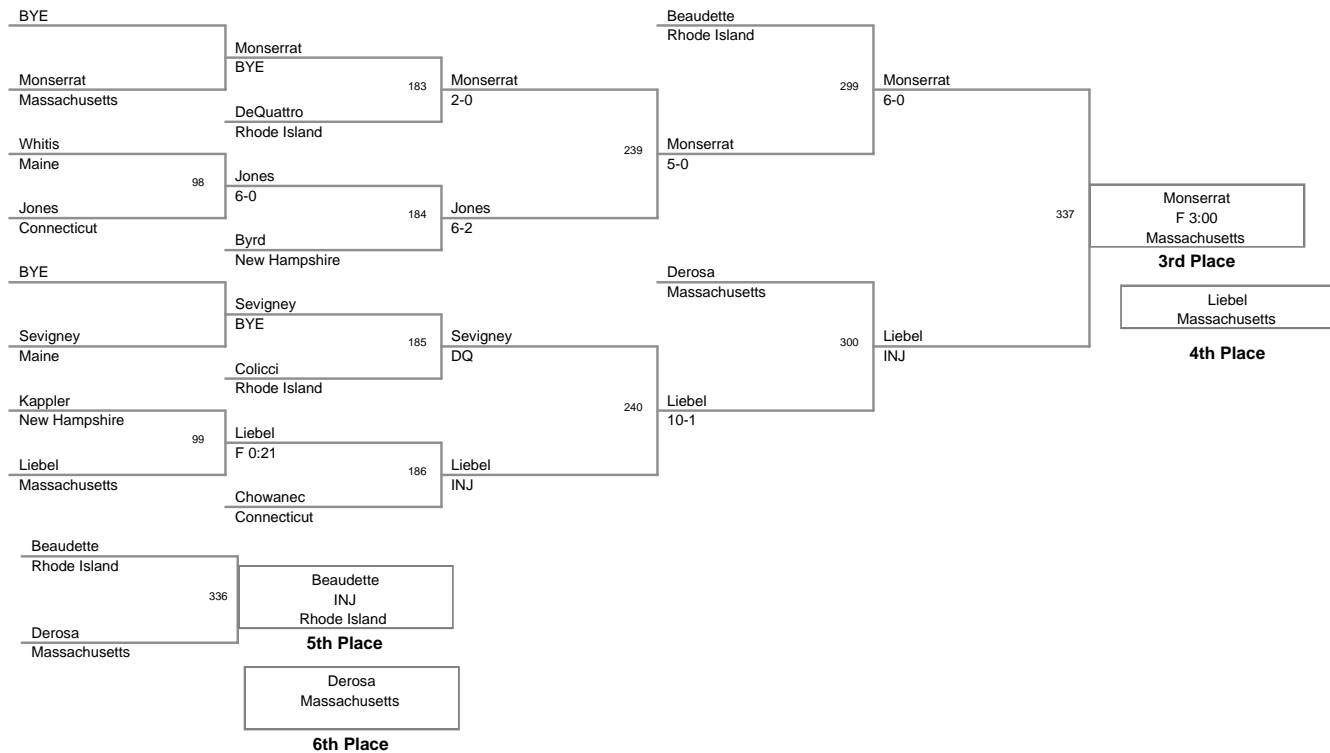 BYE
Monserrat
Massachusetts
Whitis
Maine
98
Jones
Connecticut
BYE
Sevigney
Maine
Kappler
New Hampshire
99
Liebel
Massachusetts
Monserrat
BYE
183
DeQuattro
Rhode Island
Jones
6-0
184
Byrd
New Hampshire
Sevigney
BYE
185
Colicci
Rhode Island
Liebel
F 0:21
186
Chowanec
Connecticut
Monserrat
2-0
239
Jones
6-2
Sevigney
DQ
240
Liebel
INJ
Beaudette
Rhode Island
299
Monserrat
5-0
Derosa
Massachusetts
300
Liebel
10-1
Monserrat
6-0
337
Liebel
INJ
Monserrat
F 3:00
Massachusetts
3rd Place
Liebel
Massachusetts
4th Place
Beaudette
Rhode Island
336
Derosa
Massachusetts
Beaudette
INJ
Rhode Island
5th Place
Derosa
Massachusetts
6th Place